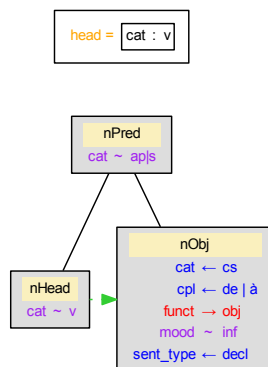 head = cat : v
nPred
cat ~ ap|s
nHead
cat ~ v
nObj
cat ← cs
cpl ← de | à
funct → obj
mood ~ inf
sent_type ← decl